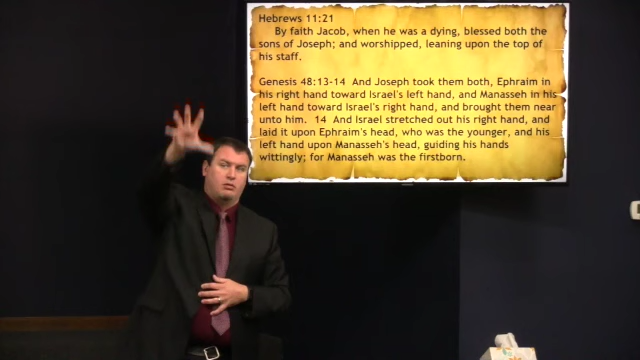 Hebrews 11:21
By faith Jacob, when he was a dying, blessed both the
sons of Joseph; and worshipped, leaning upon the top of
his staff.
Genesis 48:13-14 And Joseph took them both, Ephraim in
his right hand toward Israel's left hand, and Manasseh in his
left hand toward Israel's right hand, and brought them near
unto him. 14 And Israel stretched out his right hand, and
laid it upon Ephraim's head, who was the younger, and his
left hand upon Manasseh's head, guiding his hands
wittingly; for Manasseh was the firstborn.